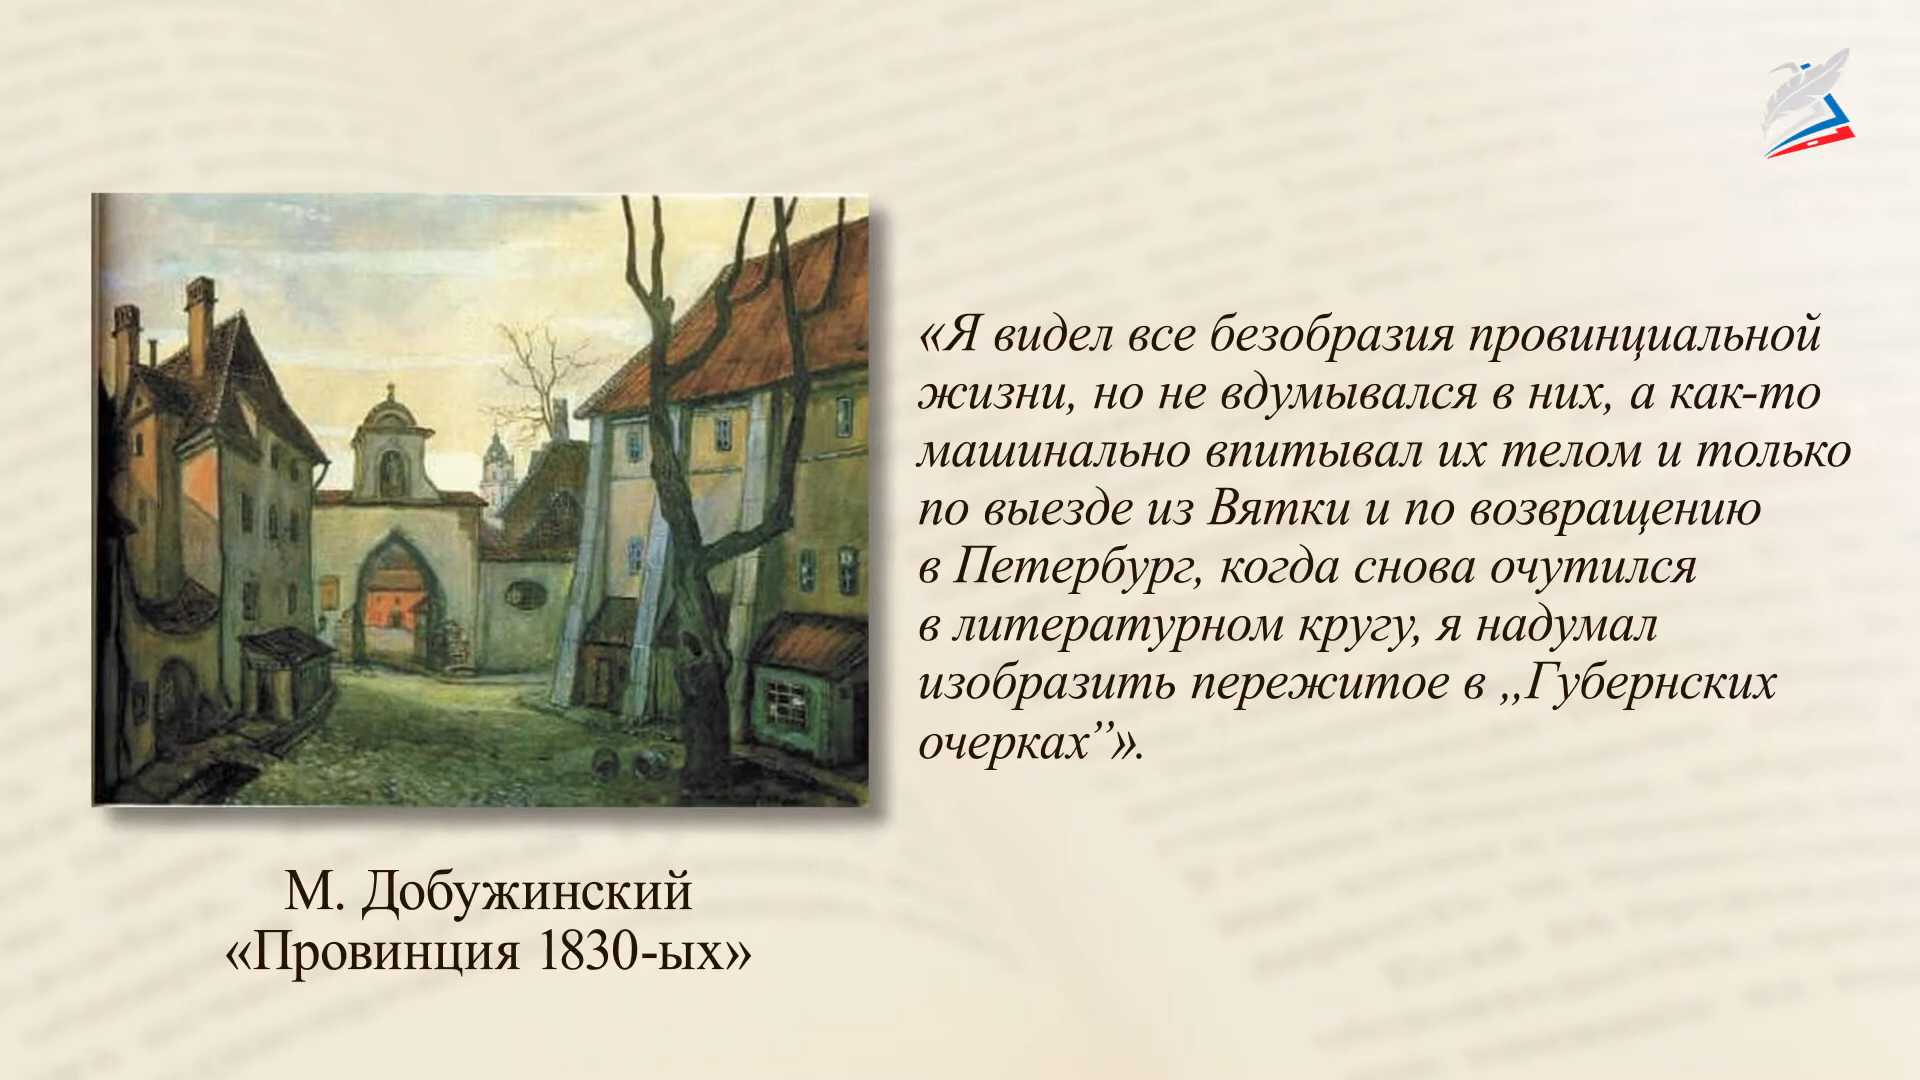 «Я видел все безобразия провинциальной
жизни, но не вдумывался в них, а как-то
машинально впитывал их телом и только
по выезде из Вятки и по возвращению
в Петербург, когда снова очутился
в литературном кругу, я надумал
изобразить пережитое в ,,Губернских
очерках”».
М. Добужинский
«Провинция 1830-ых»